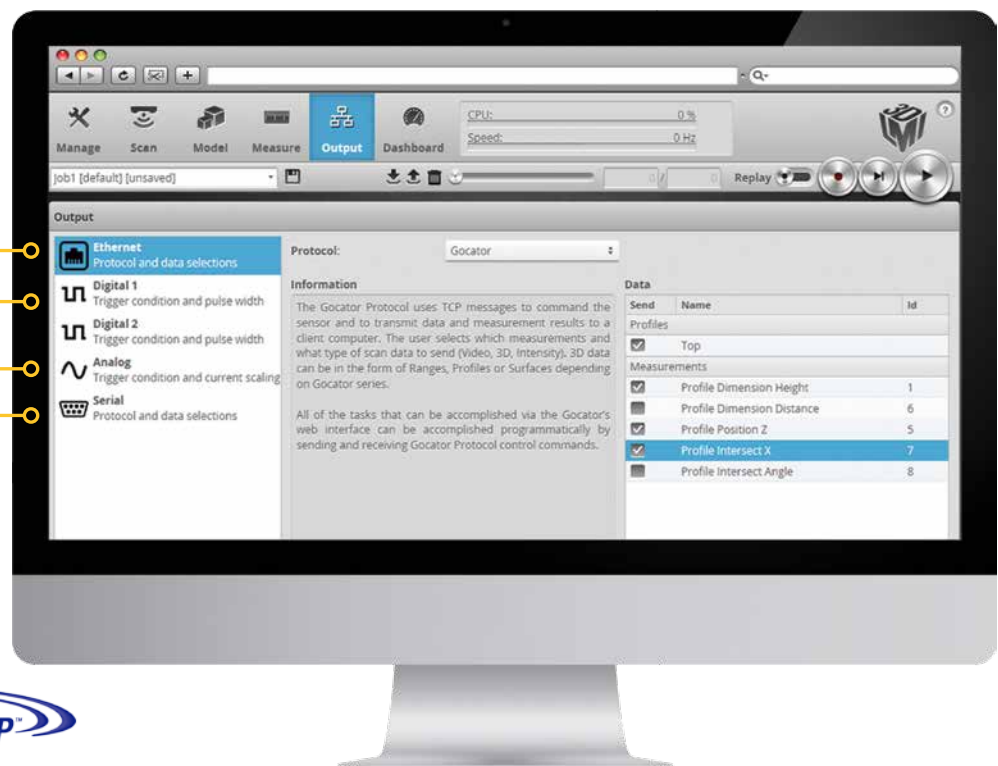 Manage Scan Model Measure Output Dashboard
CPU: 0 %
Speed: 0 Hz
Job1 [default] [unsaved]
0 / 0 Replay
Output
Ethernet
Protocol and data selections
Digital 1
Trigger condition and pulse width
Digital 2
Trigger condition and pulse width
Analog
Trigger condition and current scaling
Serial
Protocol and data selections
Protocol: Gocator
Information
The Gocator Protocol uses TCP messages to command the
sensor and to transmit data and measurement results to a
client computer. The user selects which measurements and
what type of scan data to send (Video, 3D, Intensity). 3D data
can be in the form of Ranges, Profiles or Surfaces depending
on Gocator series.
All of the tasks that can be accomplished via the Gocator's
web interface can be accomplished programmatically by
sending and receiving Gocator Protocol control commands.
Data
Send Name Id
Profiles
Top
Measurements
Profile Dimension Height 1
Profile Dimension Distance 6
Profile Position Z 5
Profile Intersect X 7
Profile Intersect Angle 8
?